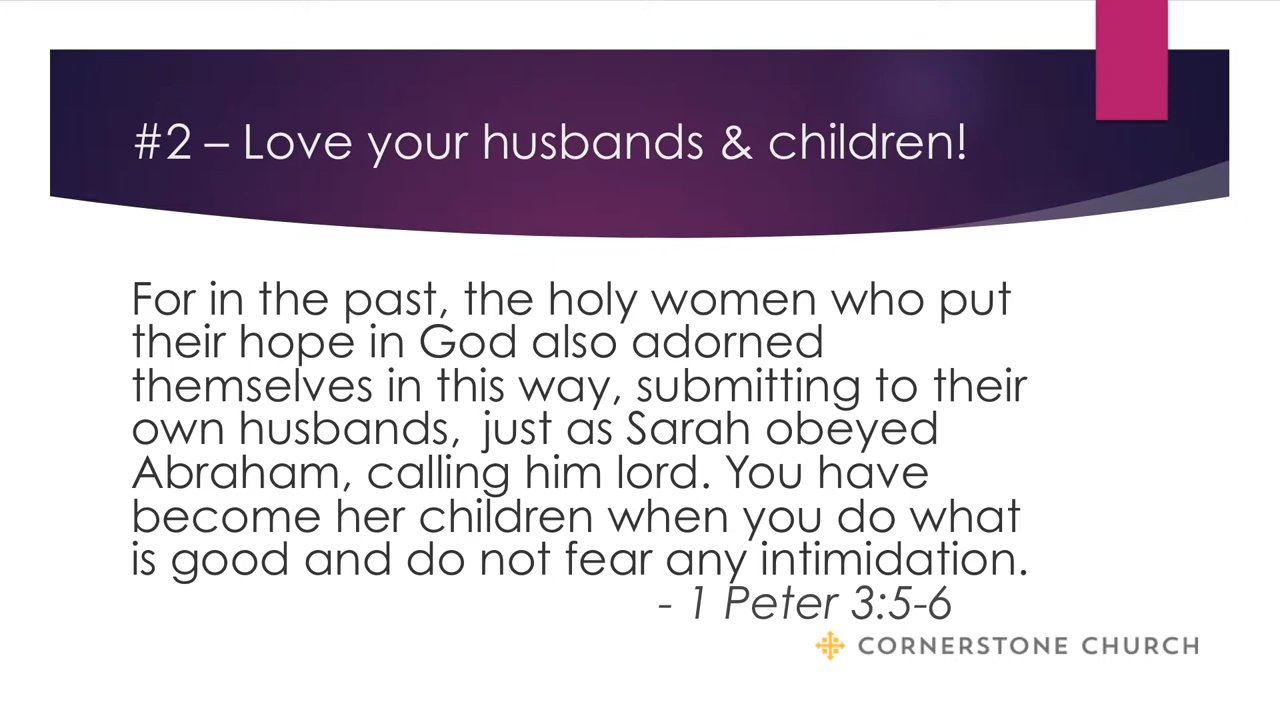 #2 – Love your husbands & children!
For in the past, the holy women who put
their hope in God also adorned
themselves in this way, submitting to their
own husbands, just as Sarah obeyed
Abraham, calling him lord. You have
become her children when you do what
is good and do not fear any intimidation.
- 1 Peter 3:5-6
CORNERSTONE CHURCH